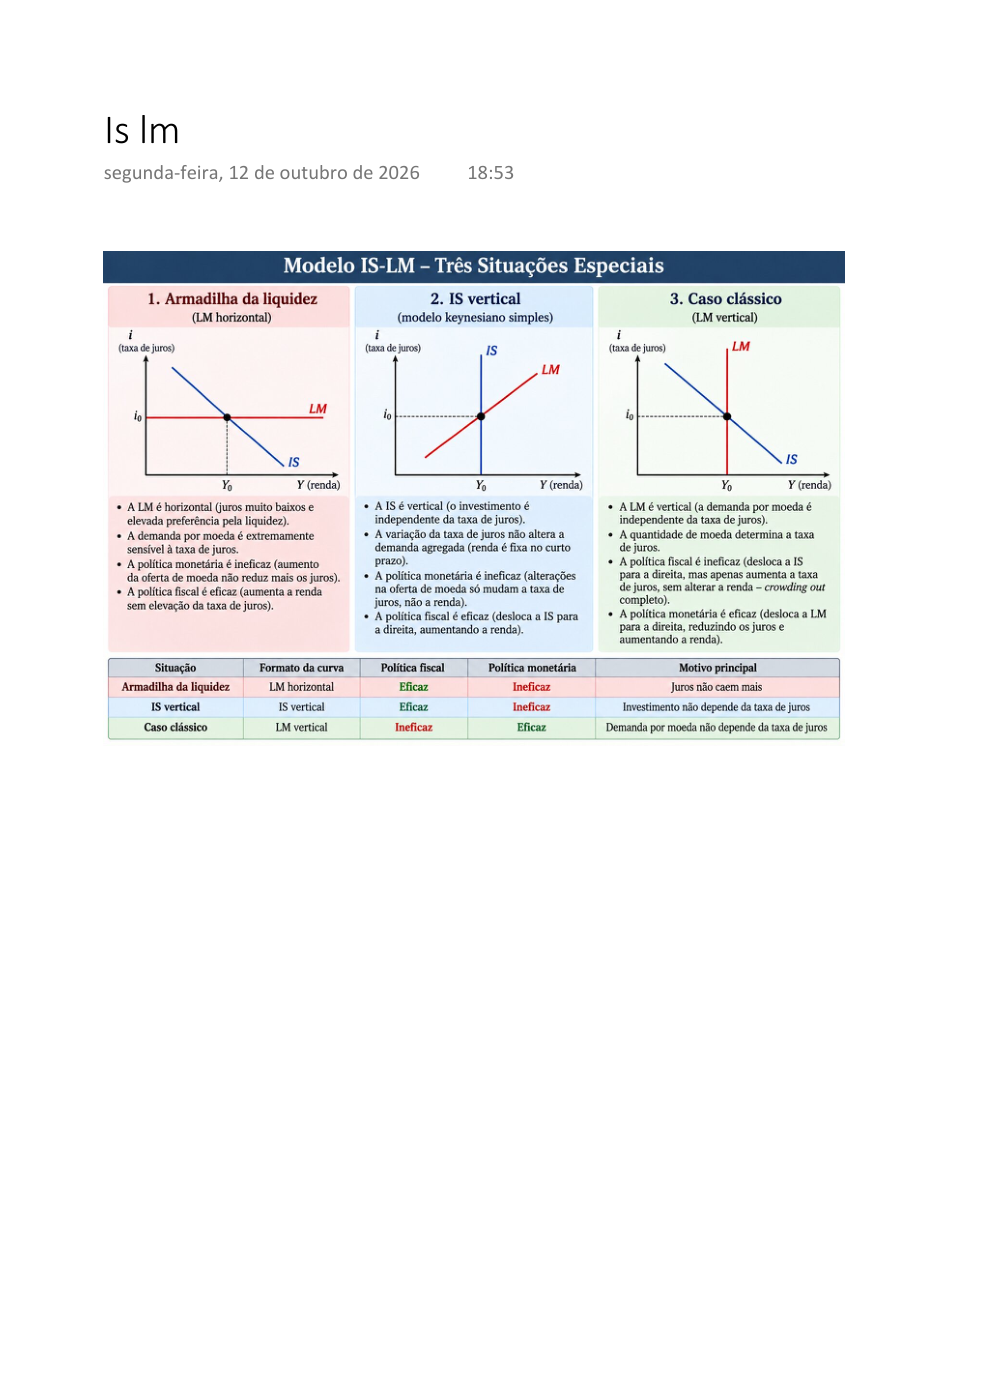 Is lm
segunda-feira, 12 de outubro de 2026 18:53
Modelo IS-LM – Três Situações Especiais
1. Armadilha da liquidez
(LM horizontal)
i
(taxa de juros)
i0
LM
IS
Y0
Y (renda)
• A LM é horizontal (juros muito baixos e
elevada preferência pela liquidez).
• A demanda por moeda é extremamente
sensível à taxa de juros.
• A política monetária é ineficaz (aumento
da oferta de moeda não reduz mais os juros).
• A política fiscal é eficaz (aumenta a renda
sem elevação da taxa de juros).
2. IS vertical
(modelo keynesiano simples)
i
(taxa de juros)
IS
LM
i0
Y0
Y (renda)
• A IS é vertical (o investimento é
independente da taxa de juros).
• A variação da taxa de juros não altera a
demanda agregada (renda é fixa no curto
prazo).
• A política monetária é ineficaz (alterações
na oferta de moeda só mudam a taxa de
juros, não a renda).
• A política fiscal é eficaz (desloca a IS para
a direita, aumentando a renda).
3. Caso clássico
(LM vertical)
i
(taxa de juros)
LM
i0
IS
Y0
Y (renda)
• A LM é vertical (a demanda por moeda é
independente da taxa de juros).
• A quantidade de moeda determina a taxa
de juros.
• A política fiscal é ineficaz (desloca a IS
para a direita, mas apenas aumenta a taxa
de juros, sem alterar a renda – crowding out
completo).
• A política monetária é eficaz (desloca a LM
para a direita, reduzindo os juros e
aumentando a renda).
Situação Formato da curva Política fiscal Política monetária Motivo principal
Armadilha da liquidez LM horizontal Eficaz Ineficaz Juros não caem mais
IS vertical IS vertical Eficaz Ineficaz Investimento não depende da taxa de juros
Caso clássico LM vertical Ineficaz Eficaz Demanda por moeda não depende da taxa de juros